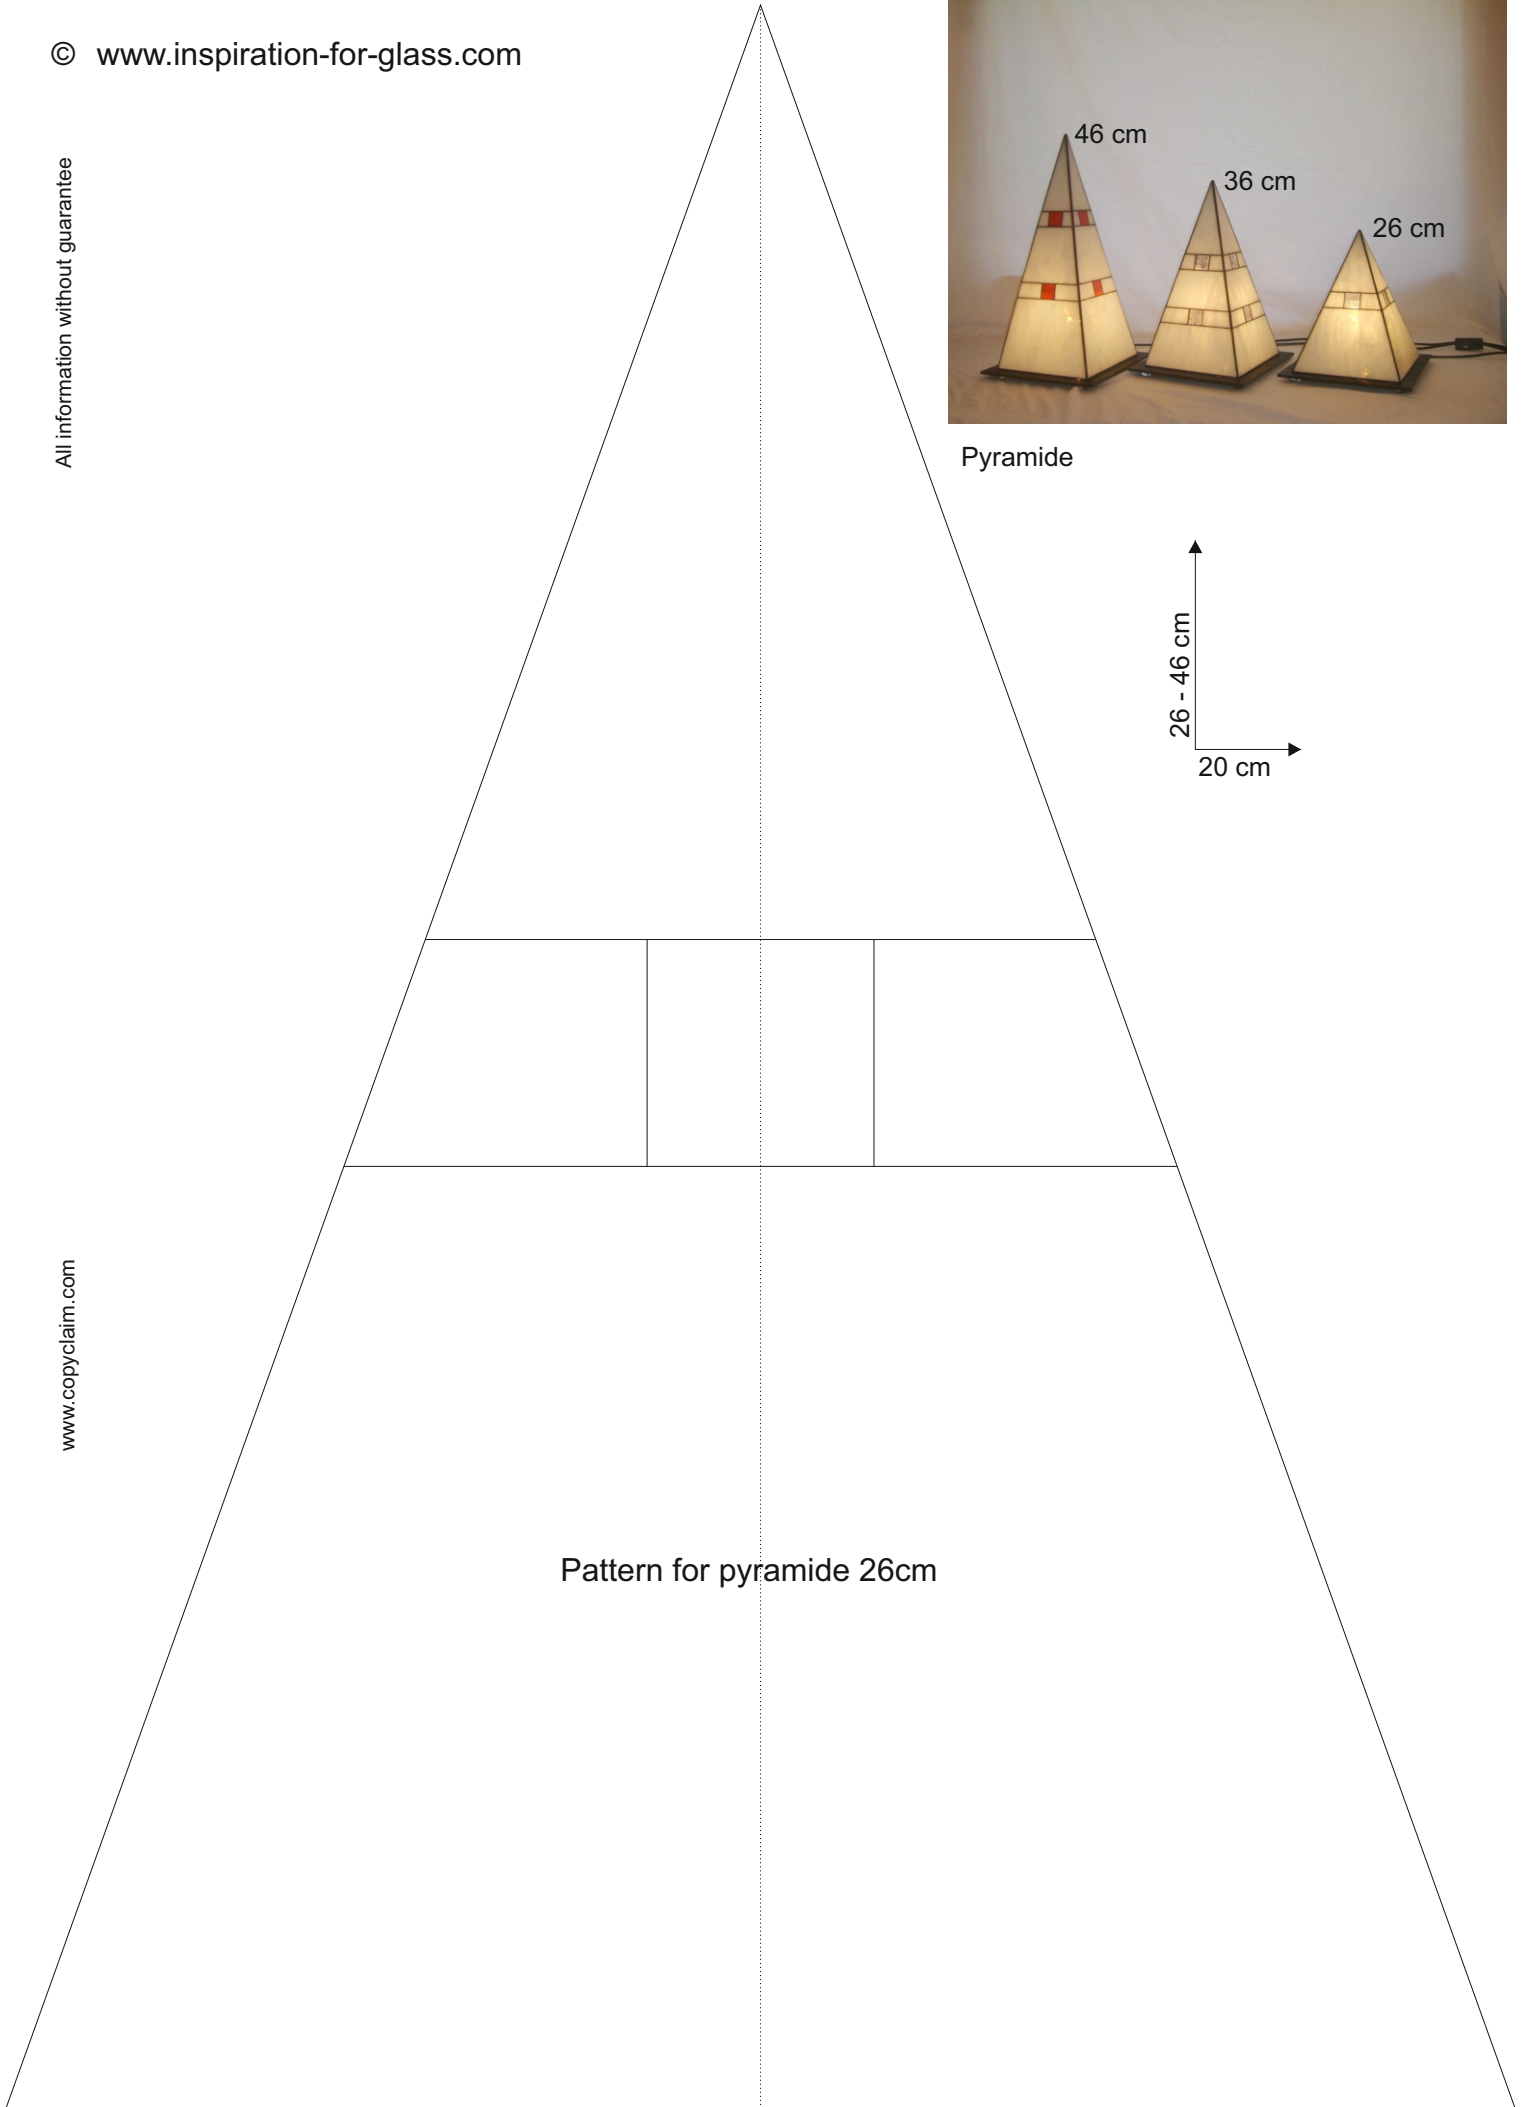 © www.inspiration-for-glass.com
All information without guarantee
46 cm
36 cm
26 cm
Pyramide
26 - 46 cm
20 cm
www.copyclaim.com
Pattern for pyramide 26cm